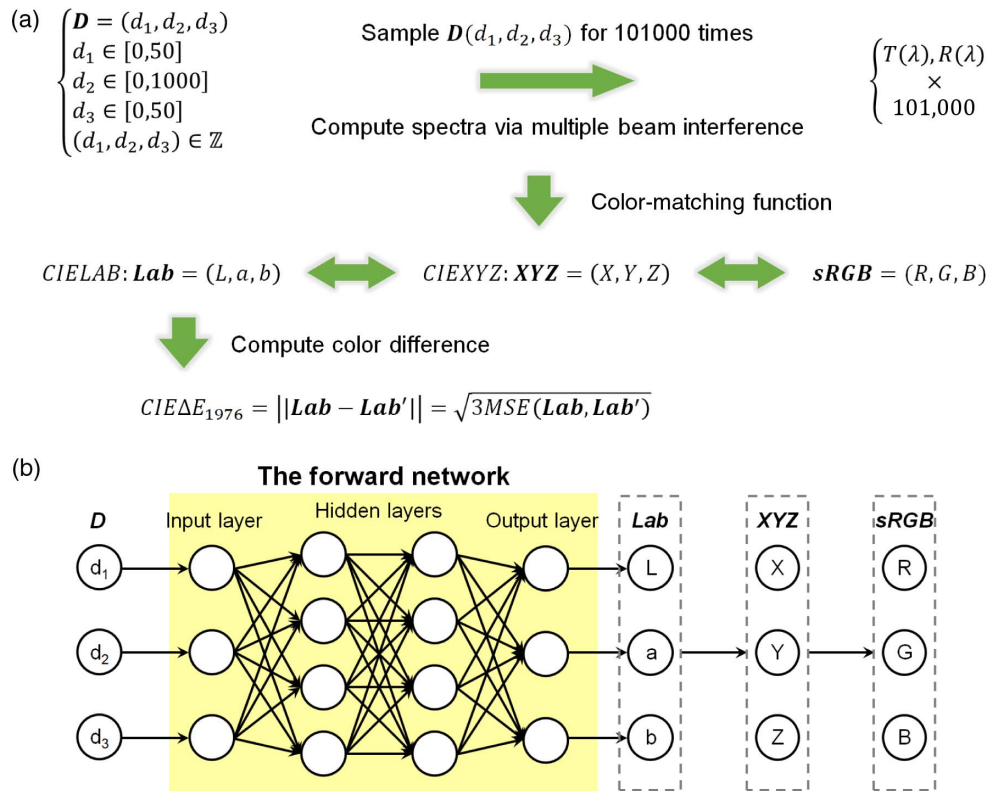 (a)
D = (d₁, d₂, d₃)
d₁ ∈ [0,50]
d₂ ∈ [0,1000]
d₃ ∈ [0,50]
(d₁, d₂, d₃) ∈ ℤ
Sample D(d₁, d₂, d₃) for 101000 times
Compute spectra via multiple beam interference
T(λ), R(λ)
×
101,000
Color-matching function
CIELAB: Lab = (L, a, b)
CIEXYZ: XYZ = (X, Y, Z)
sRGB = (R, G, B)
Compute color difference
CIEΔE₁₉₇₆ = ||Lab − Lab′|| = √3MSE(Lab, Lab′)
(b)
The forward network
D
Input layer
Hidden layers
Output layer
Lab
XYZ
sRGB
d₁
L
X
R
d₂
a
Y
G
d₃
b
Z
B